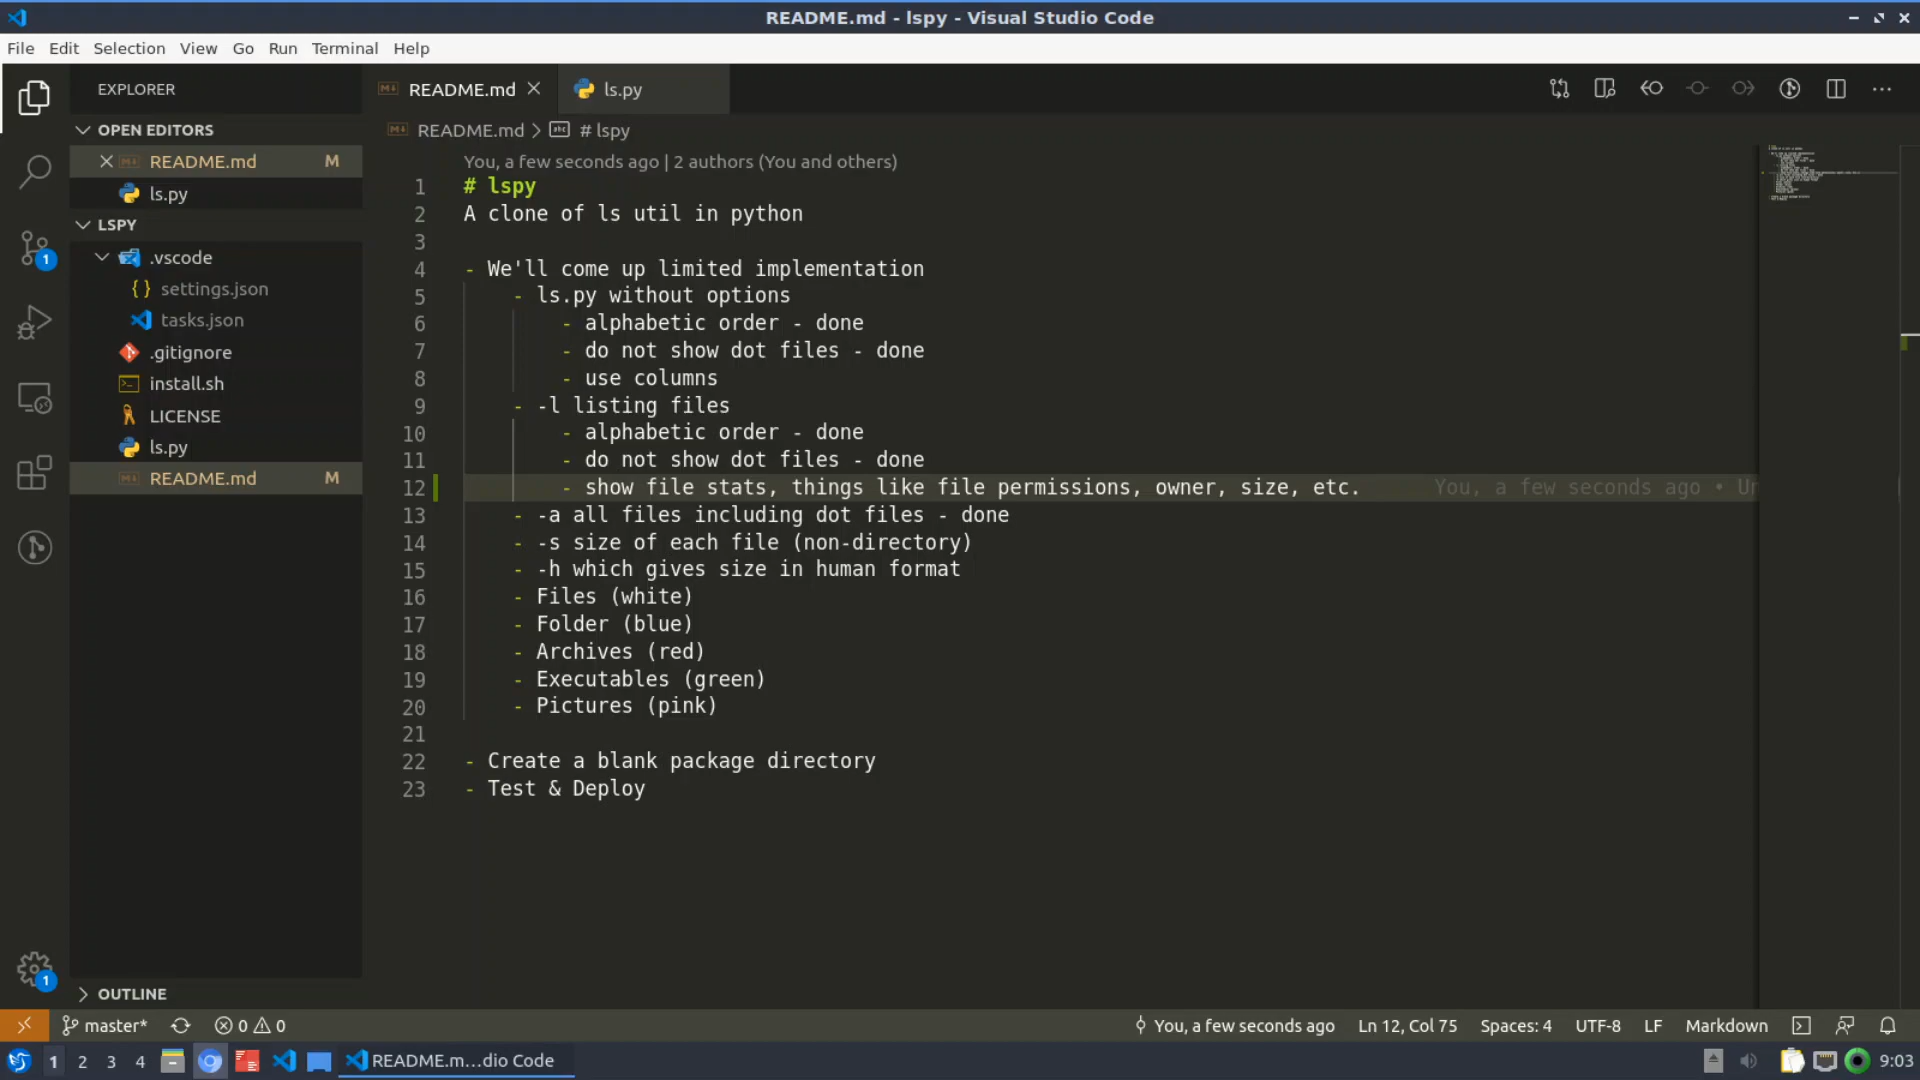 README.md - lspy - Visual Studio Code
File Edit Selection View Go Run Terminal Help
EXPLORER
OPEN EDITORS
README.md M
ls.py
LSPY
.vscode
settings.json
tasks.json
.gitignore
install.sh
LICENSE
ls.py
README.md M
OUTLINE
1
1
README.md
ls.py
README.md > # lspy
You, a few seconds ago | 2 authors (You and others)
1 # lspy
2 A clone of ls util in python
3
4 - We'll come up limited implementation
5 - ls.py without options
6 - alphabetic order - done
7 - do not show dot files - done
8 - use columns
9 - -l listing files
10 - alphabetic order - done
11 - do not show dot files - done
12 - show file stats, things like file permissions, owner, size, etc. You, a few seconds ago • Un
13 - -a all files including dot files - done
14 - -s size of each file (non-directory)
15 - -h which gives size in human format
16 - Files (white)
17 - Folder (blue)
18 - Archives (red)
19 - Executables (green)
20 - Pictures (pink)
21
22 - Create a blank package directory
23 - Test & Deploy
master* 0 0 You, a few seconds ago Ln 12, Col 75 Spaces: 4 UTF-8 LF Markdown
1 2 3 4 README.m...dio Code 9:03